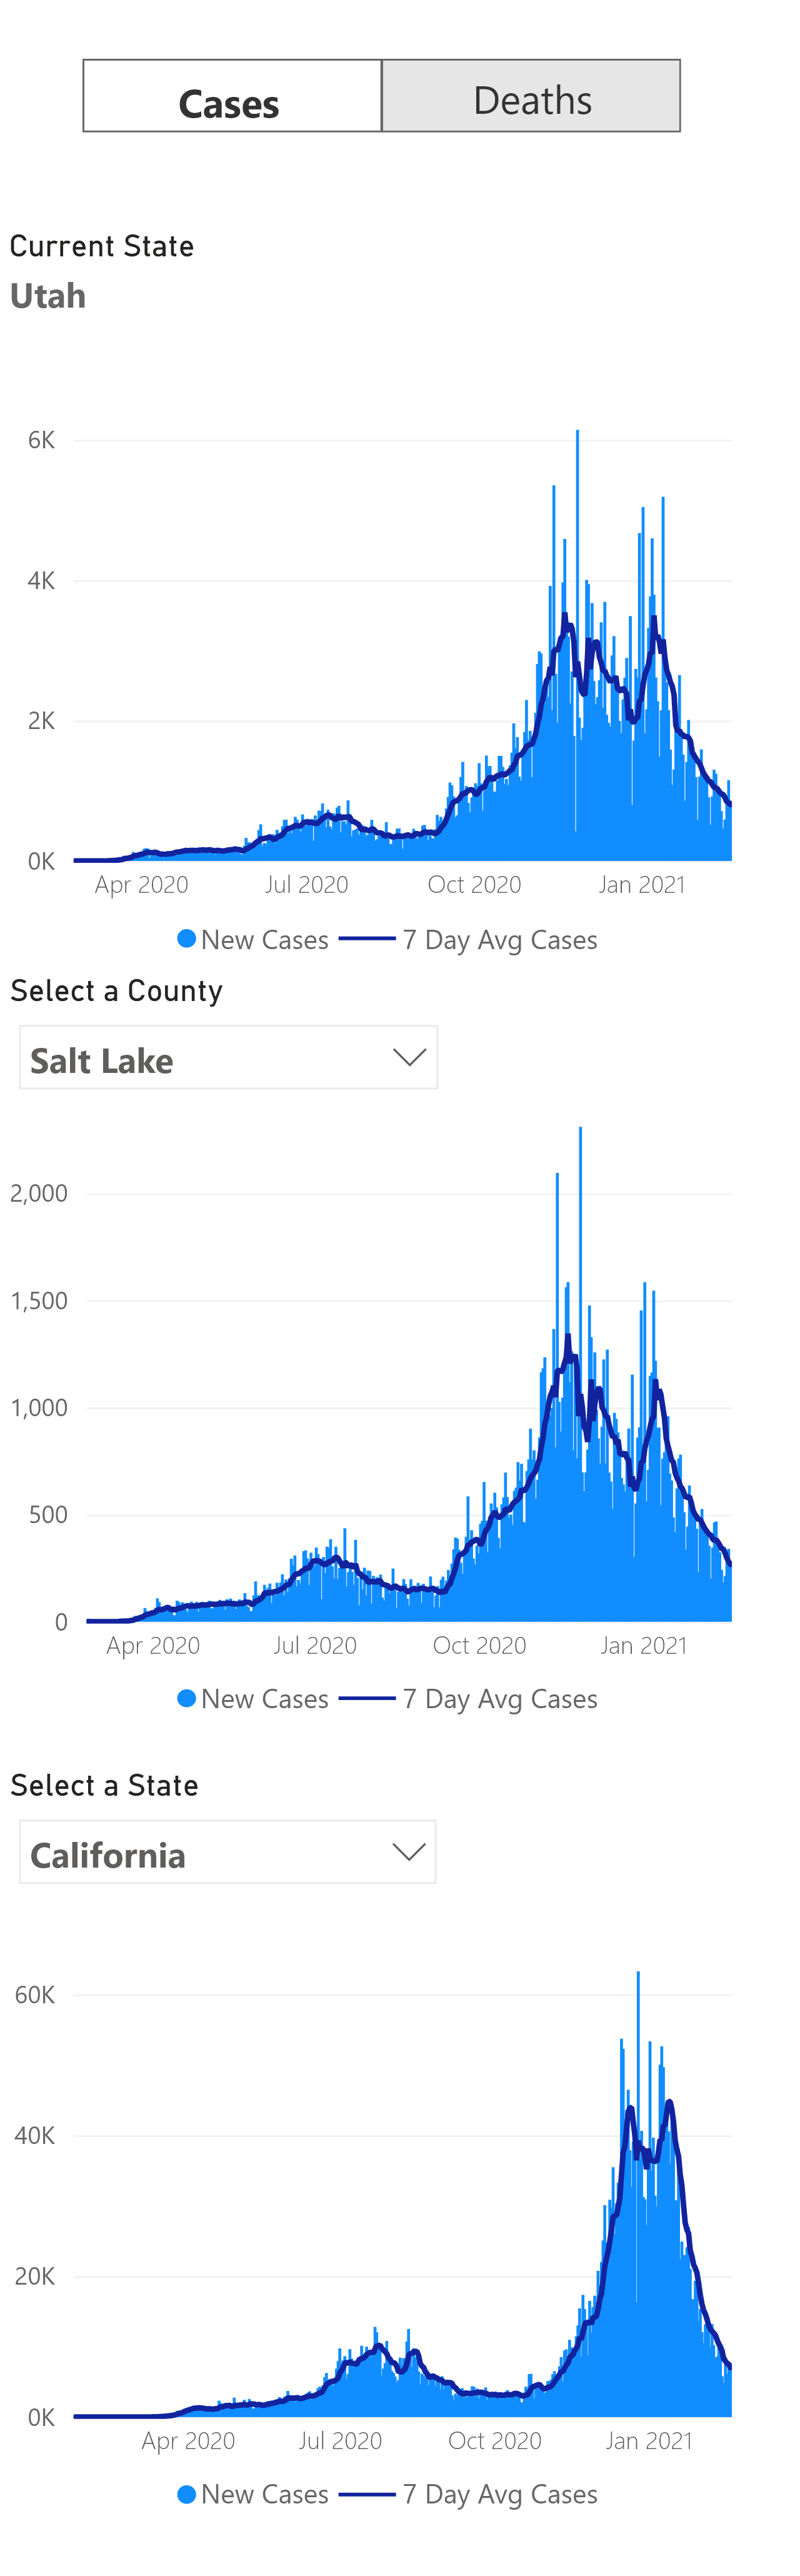 Cases Deaths
Current State
Utah
6K
4K
2K
0K
Apr 2020 Jul 2020 Oct 2020 Jan 2021
New Cases 7 Day Avg Cases
Select a County
Salt Lake
2,000
1,500
1,000
500
0
Apr 2020 Jul 2020 Oct 2020 Jan 2021
New Cases 7 Day Avg Cases
Select a State
California
60K
40K
20K
0K
Apr 2020 Jul 2020 Oct 2020 Jan 2021
New Cases 7 Day Avg Cases